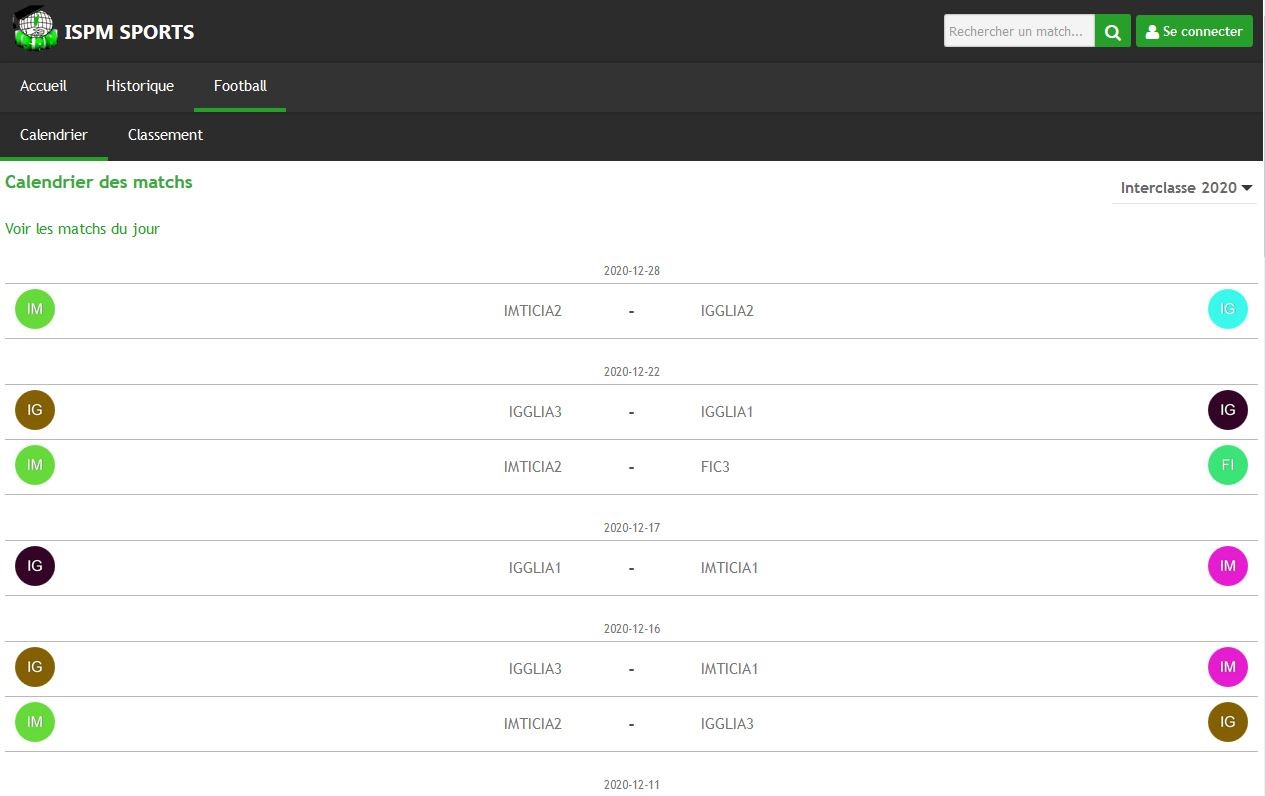 ISPM SPORTS
Rechercher un match... Se connecter
Accueil Historique Football
Calendrier Classement
Calendrier des matchs
Interclasse 2020
Voir les matchs du jour
2020-12-28
IM IMTICIA2 - IGGLIA2 IG
2020-12-22
IG IGGLIA3 - IGGLIA1 IG
IM IMTICIA2 - FIC3 FI
2020-12-17
IG IGGLIA1 - IMTICIA1 IM
2020-12-16
IG IGGLIA3 - IMTICIA1 IM
IM IMTICIA2 - IGGLIA3 IG
2020-12-11